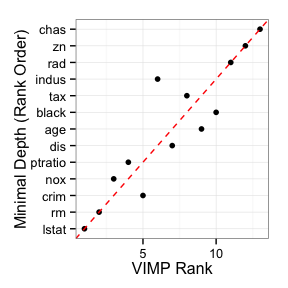 Minimal Depth (Rank Order)
chas
zn
rad
indus
tax
black
age
dis
ptratio
nox
crim
rm
lstat
5 10
VIMP Rank